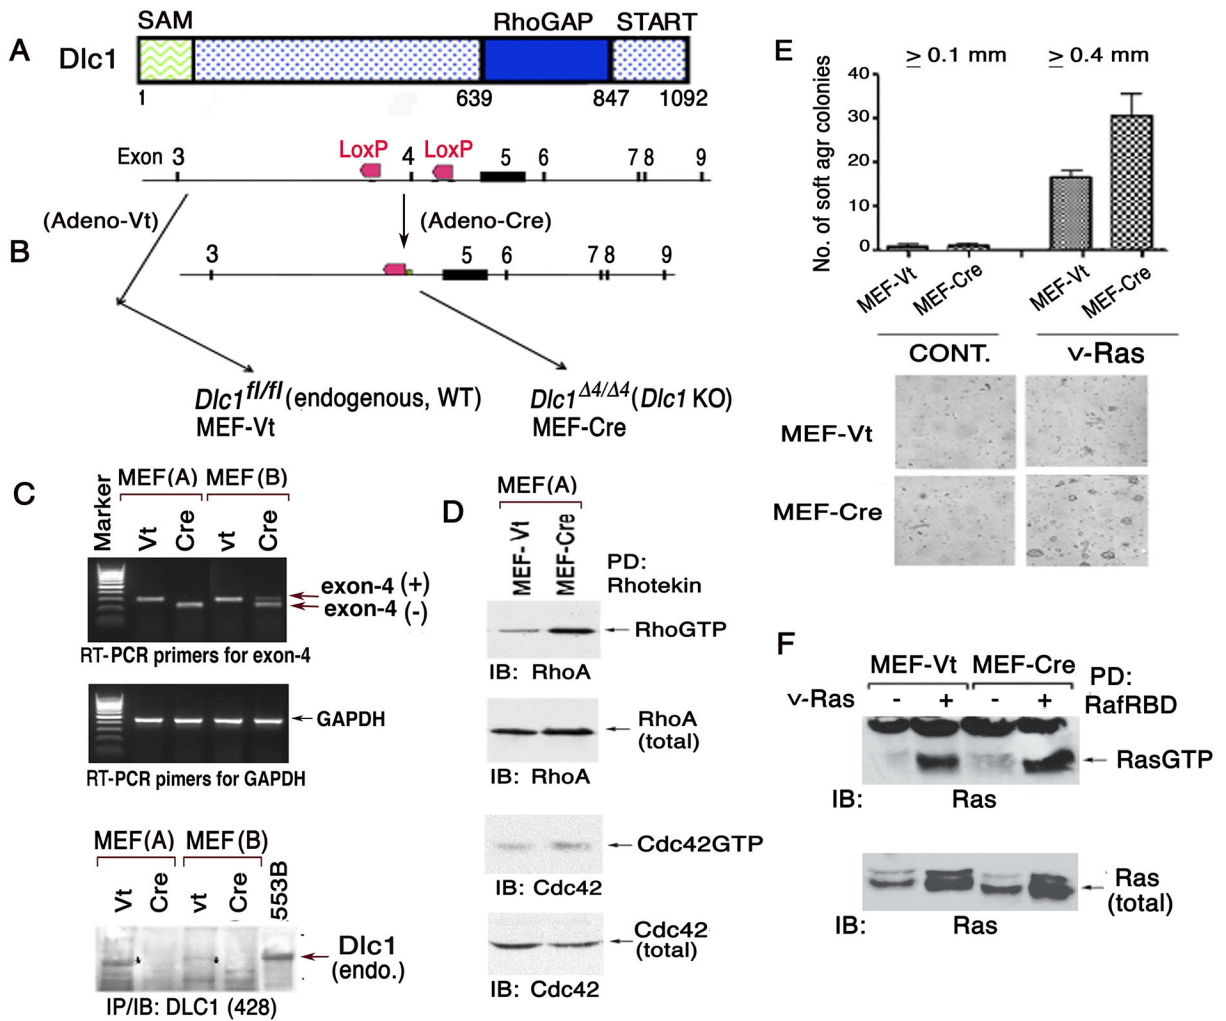 A
SAM
RhoGAP
START
Dlc1
1
639
847
1092
LoxP
LoxP
Exon 3
4
5
6
7 8
9
(Adeno-Vt)
(Adeno-Cre)
B
3
5
6
7 8
9
Dlc1fl/fl (endogenous, WT)
MEF-Vt
Dlc1Δ4/Δ4 (Dlc1 KO)
MEF-Cre
C
Marker
MEF(A)
MEF(B)
Vt
Cre
vt
Cre
exon-4 (+)
exon-4 (-)
RT-PCR primers for exon-4
GAPDH
RT-PCR pimers for GAPDH
MEF(A)
MEF(B)
Vt
Cre
vt
Cre
553B
Dlc1
(endo.)
IP/IB: DLC1 (428)
D
MEF(A)
MEF- Vt
MEF-Cre
PD:
Rhotekin
RhoGTP
IB: RhoA
RhoA
(total)
IB: RhoA
Cdc42GTP
IB: Cdc42
Cdc42
(total)
IB: Cdc42
E
≥ 0.1 mm
≥ 0.4 mm
No. of soft agr colonies
40
30
20
10
0
MEF-Vt
MEF-Cre
MEF-Vt
MEF-Cre
CONT.
v-Ras
MEF-Vt
MEF-Cre
F
MEF-Vt
MEF-Cre
PD:
v-Ras
-
+
-
+
RafRBD
RasGTP
IB:
Ras
Ras
(total)
IB:
Ras